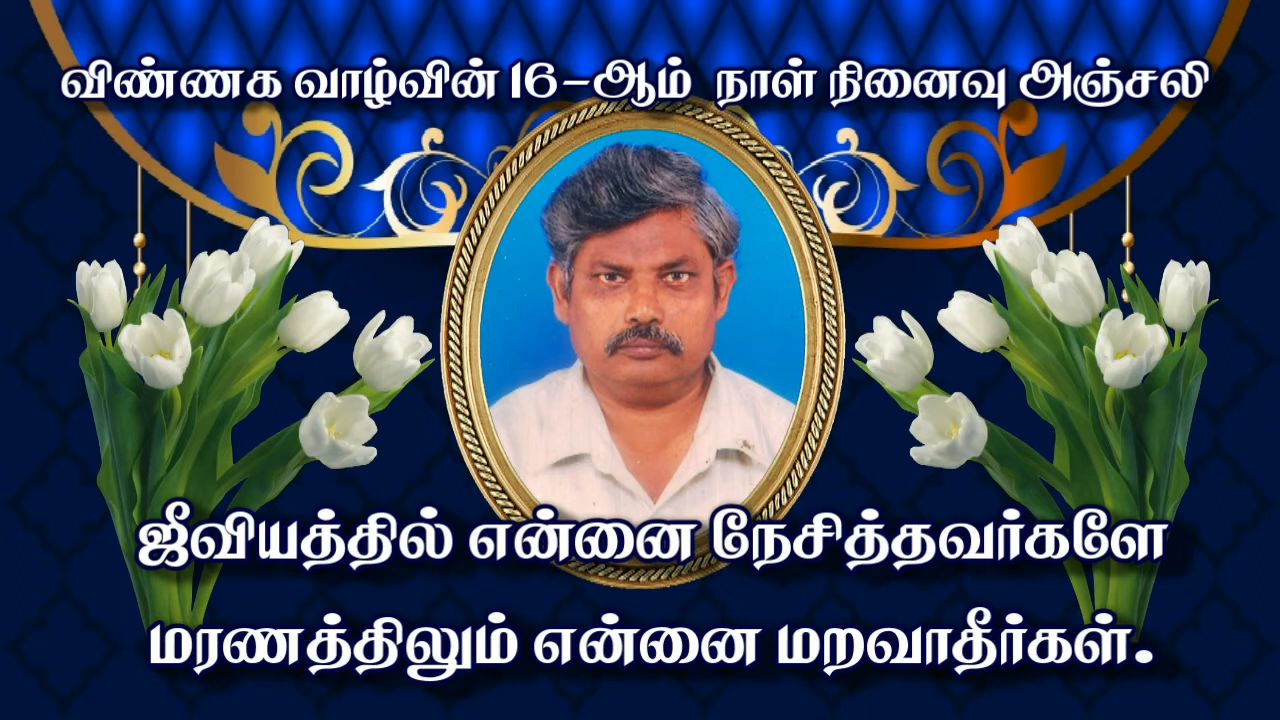 விண்ணக வாழ்வின் 16-ஆம் நாள் நினைவு அஞ்சலி
ஜீவியத்தில் என்னை நேசித்தவர்களே
மரணத்திலும் என்னை மறவாதீர்கள்.